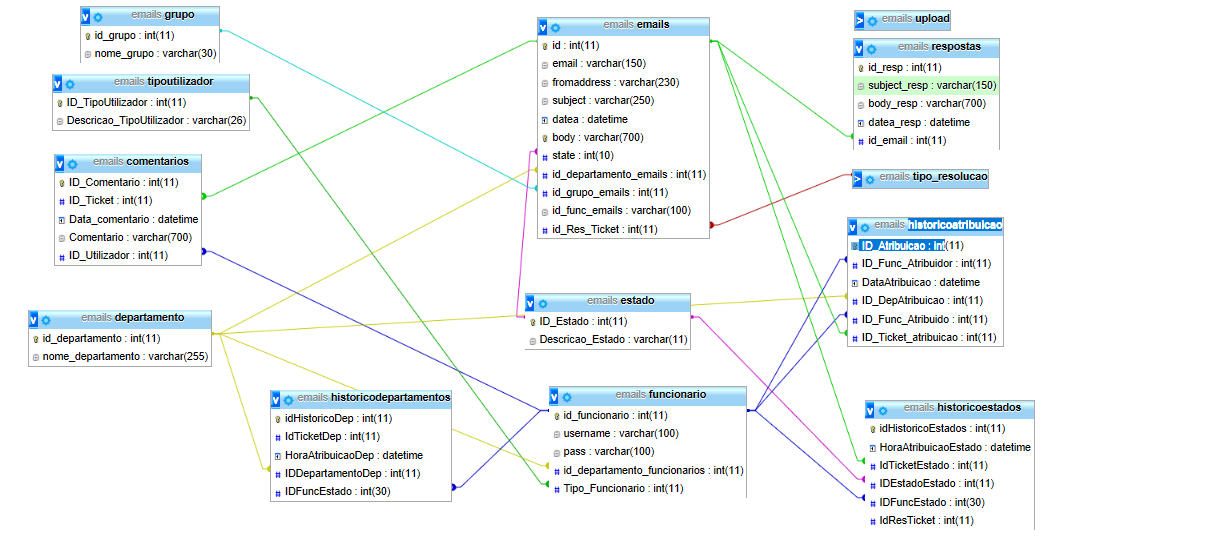 emails grupo
id_grupo : int(11)
nome_grupo : varchar(30)
emails tipoutilizador
ID_TipoUtilizador : int(11)
Descricao_TipoUtilizador : varchar(26)
emails comentarios
ID_Comentario : int(11)
ID_Ticket : int(11)
Data_comentario : datetime
Comentario : varchar(700)
ID_Utilizador : int(11)
emails departamento
id_departamento : int(11)
nome_departamento : varchar(255)
emails historicodepartamentos
idHistoricoDep : int(11)
IdTicketDep : int(11)
HoraAtribuicaoDep : datetime
IDDepartamentoDep : int(11)
IDFuncEstado : int(30)
emails emails
id : int(11)
email : varchar(150)
fromaddress : varchar(230)
subject : varchar(250)
datea : datetime
body : varchar(700)
state : int(10)
id_departamento_emails : int(11)
id_grupo_emails : int(11)
id_func_emails : varchar(100)
id_Res_Ticket : int(11)
emails estado
ID_Estado : int(11)
Descricao_Estado : varchar(11)
emails funcionario
id_funcionario : int(11)
username : varchar(100)
pass : varchar(100)
id_departamento_funcionarios : int(11)
Tipo_Funcionario : int(11)
emails upload
emails respostas
id_resp : int(11)
subject_resp : varchar(150)
body_resp : varchar(700)
datea_resp : datetime
id_email : int(11)
emails tipo_resolucao
emails historicoatribuicao
ID_Atribuicao : int(11)
ID_Func_Atribuidor : int(11)
DataAtribuicao : datetime
ID_DepAtribuicao : int(11)
ID_Func_Atribuido : int(11)
ID_Ticket_atribuicao : int(11)
emails historicoestados
idHistoricoEstados : int(11)
HoraAtribuicaoEstado : datetime
IdTicketEstado : int(11)
IDEstadoEstado : int(11)
IDFuncEstado : int(30)
IdResTicket : int(11)